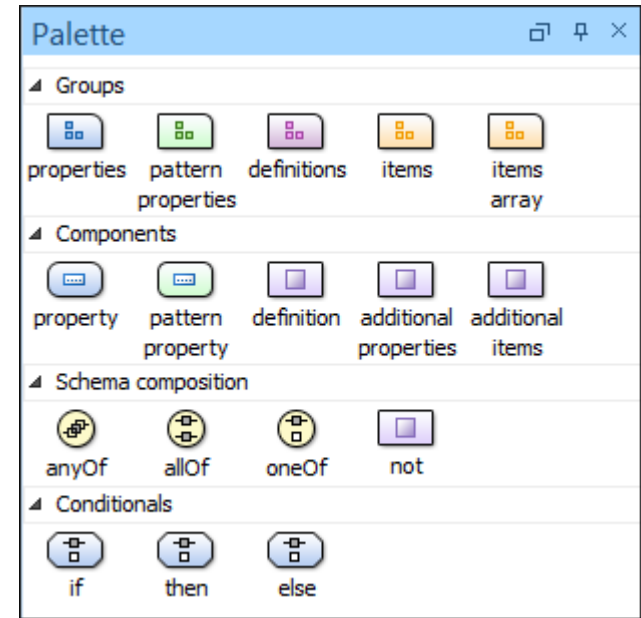 Palette
Groups
properties pattern definitions items items
properties array
Components
property pattern definition additional additional
property properties items
Schema composition
anyOf allOf oneOf not
Conditionals
if then else